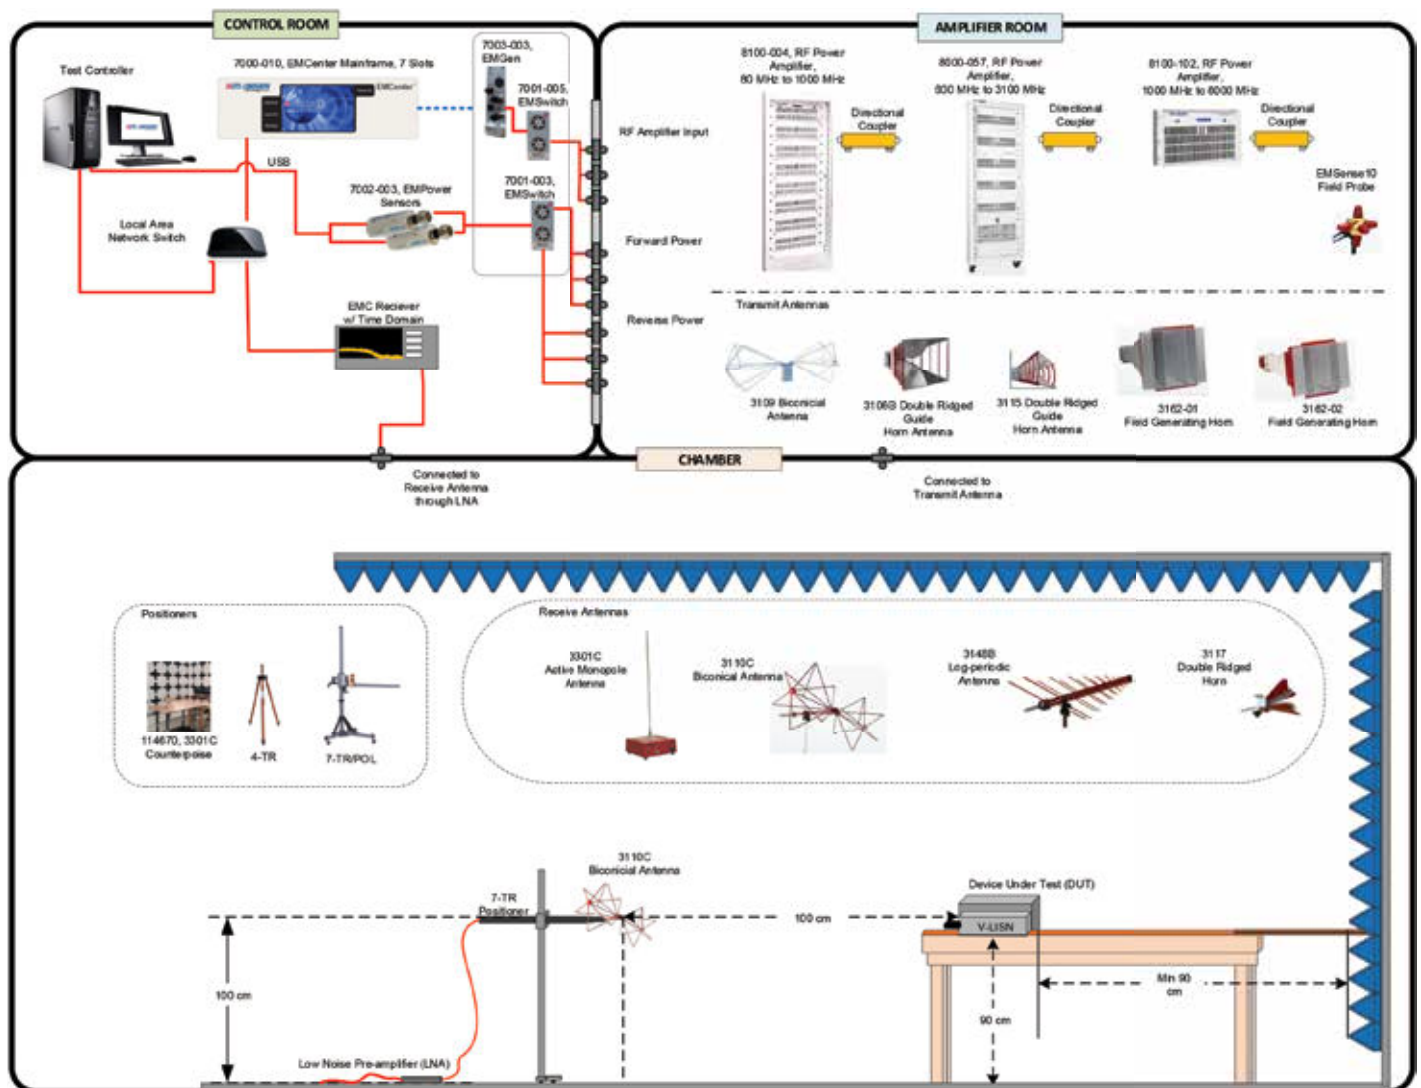 CONTROL ROOM
Test Controller
7000-010, EMCenter Mainframe, 7 Slots
EMCenter
7003-003,
EMGen
7001-005,
EMSwitch
USB
7002-003, EMPower
Sensors
7001-003,
EMSwitch
Local Area
Network Switch
EMC Reciever
w/ Time Domain
AMPLIFIER ROOM
8100-004, RF Power
Amplifier,
80 MHz to 1000 MHz
Directional
Coupler
8000-057, RF Power
Amplifier,
800 MHz to 3100 MHz
Directional
Coupler
8100-102, RF Power
Amplifier,
1000 MHz to 6000 MHz
Directional
Coupler
RF Amplifier Input
EMSense10
Field Probe
Forward Power
Reverse Power
Transmit Antennas
3109 Biconicial
Antenna
3106B Double Ridged
Guide
Horn Antenna
3115 Double Ridged
Guide
Horn Antenna
3162-01
Field Generating Horn
3162-02
Field Generating Horn
CHAMBER
Connected to
Receive Antenna
through LNA
Connected to
Transmit Antenna
Positioners
114670, 3301C
Counterpoise
4-TR
7-TR/POL
Receive Antennas
3301C
Active Monopole
Antenna
3110C
Biconical Antenna
3148B
Log-periodic
Antenna
3117
Double Ridged
Horn
3110C
Biconicial Antenna
7-TR
Positioner
100 cm
Device Under Test (DUT)
V-LISN
100 cm
90 cm
Min 90
cm
Low Noise Pre-amplifier (LNA)